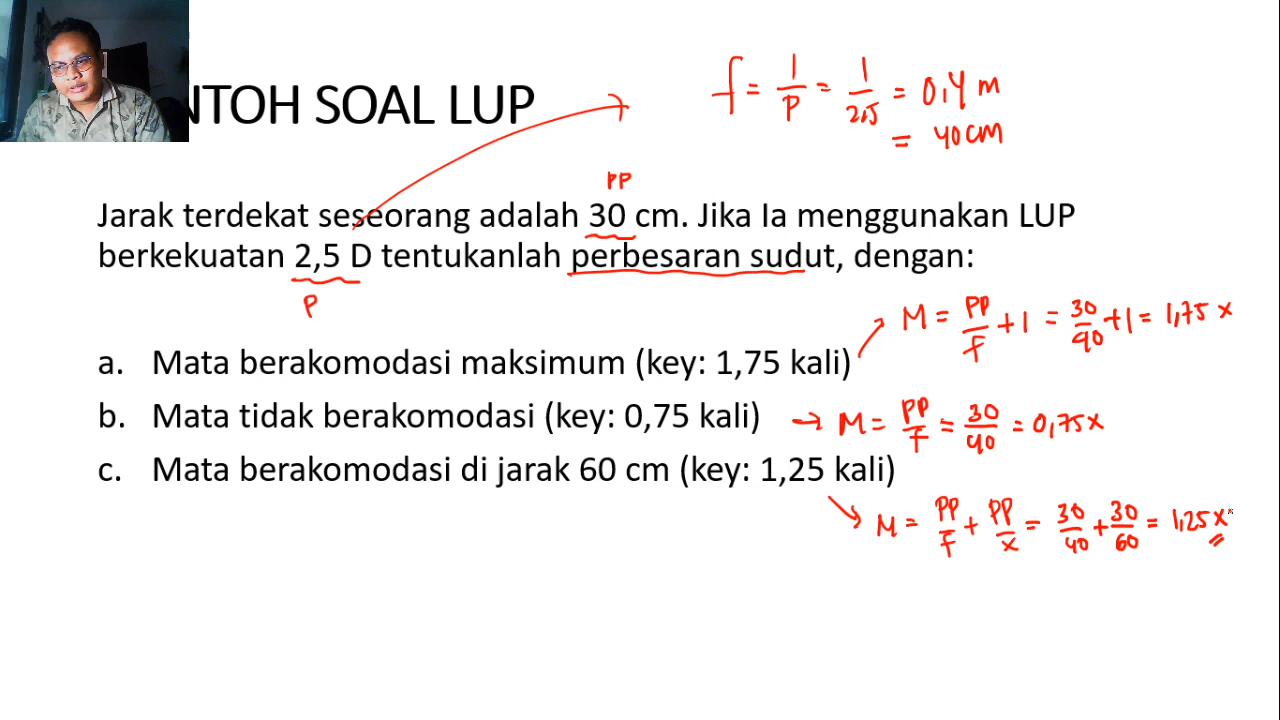 NTOH SOAL LUP
f = 1/P = 1/2,5 = 0,4 m
= 40 cm
PP
Jarak terdekat seseorang adalah 30 cm. Jika Ia menggunakan LUP
berkekuatan 2,5 D tentukanlah perbesaran sudut, dengan:
P
M = PP/f + 1 = 30/40 + 1 = 1,75 x
a. Mata berakomodasi maksimum (key: 1,75 kali)
b. Mata tidak berakomodasi (key: 0,75 kali)
M = PP/f = 30/40 = 0,75x
c. Mata berakomodasi di jarak 60 cm (key: 1,25 kali)
M = PP/f + PP/x = 30/40 + 30/60 = 1,25 x